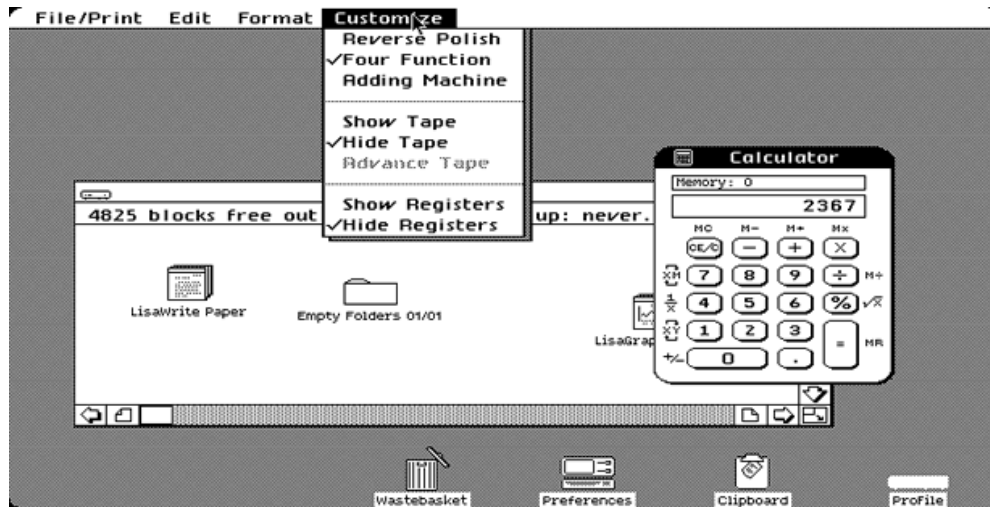 File/Print Edit Format Customize
Reverse Polish
✓Four Function
Adding Machine
Show Tape
✓Hide Tape
Advance Tape
Show Registers
✓Hide Registers
4825 blocks free out up: never.
LisaWrite Paper
Empty Folders 01/01
LisaGrap
Calculator
Memory: 0
2367
MC M- M+ Mx
CE/C − + ×
XM 7 8 9 ÷ M÷
1/X 4 5 6 % √X
XY 1 2 3 = MR
+/- 0 .
Wastebasket
Preferences
Clipboard
ProFile